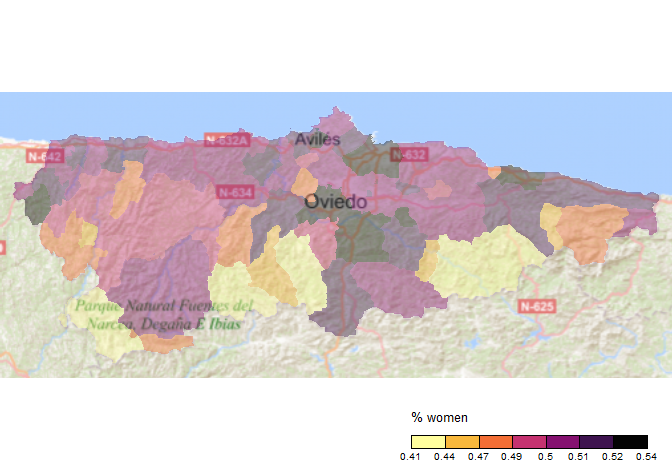 Avilés
N-632A
N-632
N-642
N-634
Oviedo
Parque Natural Fuentes del
Narcea, Degaña E Ibias
N-625
% women
0.41 0.44 0.47 0.49 0.5 0.51 0.52 0.54